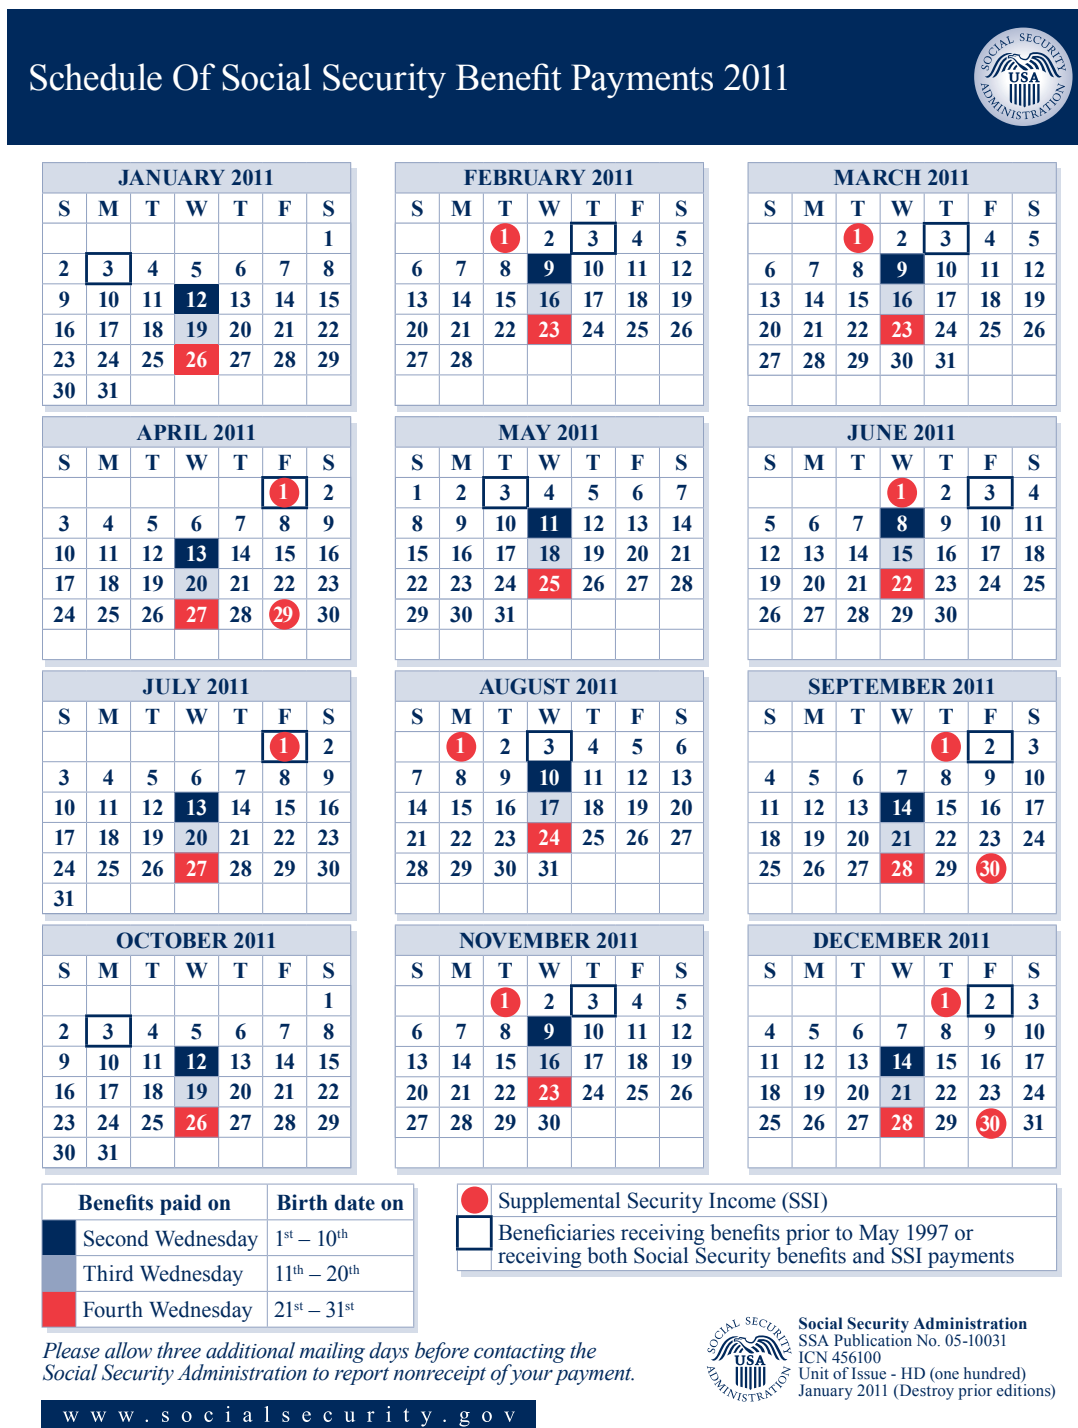 Schedule Of Social Security Benefit Payments 2011
SOCIAL SECURITY
USA
ADMINISTRATION
JANUARY 2011
S M T W T F S
1
2 3 4 5 6 7 8
9 10 11 12 13 14 15
16 17 18 19 20 21 22
23 24 25 26 27 28 29
30 31
FEBRUARY 2011
S M T W T F S
1 2 3 4 5
6 7 8 9 10 11 12
13 14 15 16 17 18 19
20 21 22 23 24 25 26
27 28
MARCH 2011
S M T W T F S
1 2 3 4 5
6 7 8 9 10 11 12
13 14 15 16 17 18 19
20 21 22 23 24 25 26
27 28 29 30 31
APRIL 2011
S M T W T F S
1 2
3 4 5 6 7 8 9
10 11 12 13 14 15 16
17 18 19 20 21 22 23
24 25 26 27 28 29 30
MAY 2011
S M T W T F S
1 2 3 4 5 6 7
8 9 10 11 12 13 14
15 16 17 18 19 20 21
22 23 24 25 26 27 28
29 30 31
JUNE 2011
S M T W T F S
1 2 3 4
5 6 7 8 9 10 11
12 13 14 15 16 17 18
19 20 21 22 23 24 25
26 27 28 29 30
JULY 2011
S M T W T F S
1 2
3 4 5 6 7 8 9
10 11 12 13 14 15 16
17 18 19 20 21 22 23
24 25 26 27 28 29 30
31
AUGUST 2011
S M T W T F S
1 2 3 4 5 6
7 8 9 10 11 12 13
14 15 16 17 18 19 20
21 22 23 24 25 26 27
28 29 30 31
SEPTEMBER 2011
S M T W T F S
1 2 3
4 5 6 7 8 9 10
11 12 13 14 15 16 17
18 19 20 21 22 23 24
25 26 27 28 29 30
OCTOBER 2011
S M T W T F S
1
2 3 4 5 6 7 8
9 10 11 12 13 14 15
16 17 18 19 20 21 22
23 24 25 26 27 28 29
30 31
NOVEMBER 2011
S M T W T F S
1 2 3 4 5
6 7 8 9 10 11 12
13 14 15 16 17 18 19
20 21 22 23 24 25 26
27 28 29 30
DECEMBER 2011
S M T W T F S
1 2 3
4 5 6 7 8 9 10
11 12 13 14 15 16 17
18 19 20 21 22 23 24
25 26 27 28 29 30 31
Benefits paid on Birth date on
Second Wednesday 1st – 10th
Third Wednesday 11th – 20th
Fourth Wednesday 21st – 31st
Supplemental Security Income (SSI)
Beneficiaries receiving benefits prior to May 1997 or
receiving both Social Security benefits and SSI payments
Please allow three additional mailing days before contacting the
Social Security Administration to report nonreceipt of your payment.
www.socialsecurity.gov
SOCIAL SECURITY
USA
ADMINISTRATION
Social Security Administration
SSA Publication No. 05-10031
ICN 456100
Unit of Issue - HD (one hundred)
January 2011 (Destroy prior editions)